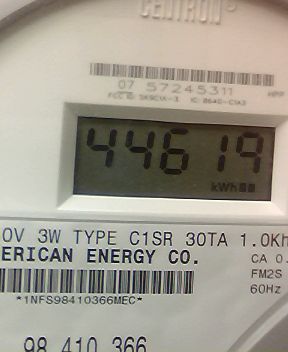 CENTRON®
07 57245311
44619
kWh
0V 3W TYPE C1SR 30TA 1.0Kh
ERICAN ENERGY CO.
CA 0.
FM2S
60Hz
*1NFS98410366MEC*
98 410 366